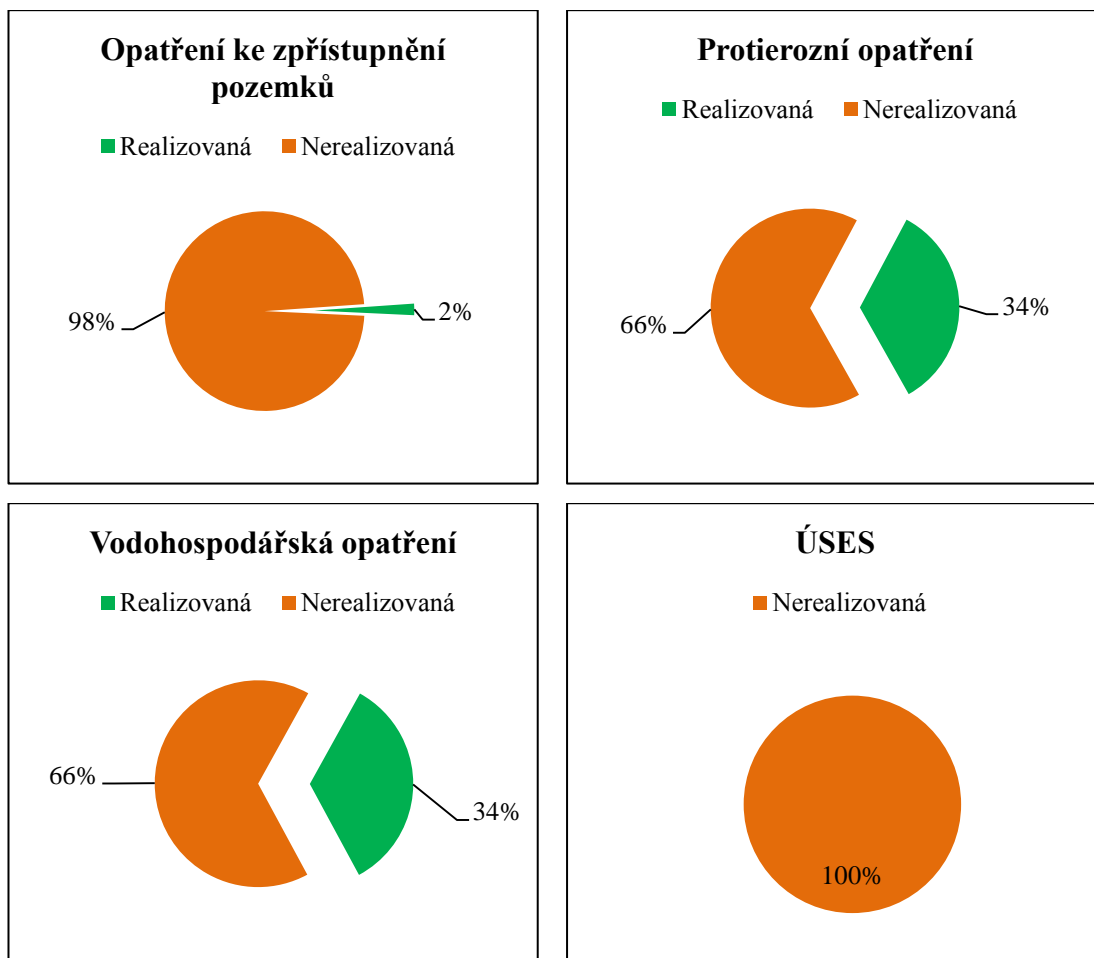 Opatření ke zpřístupnění
pozemků
Realizovaná Nerealizovaná
98%
2%
Protierozní opatření
Realizovaná Nerealizovaná
66%
34%
Vodohospodářská opatření
Realizovaná Nerealizovaná
66%
34%
ÚSES
Nerealizovaná
100%